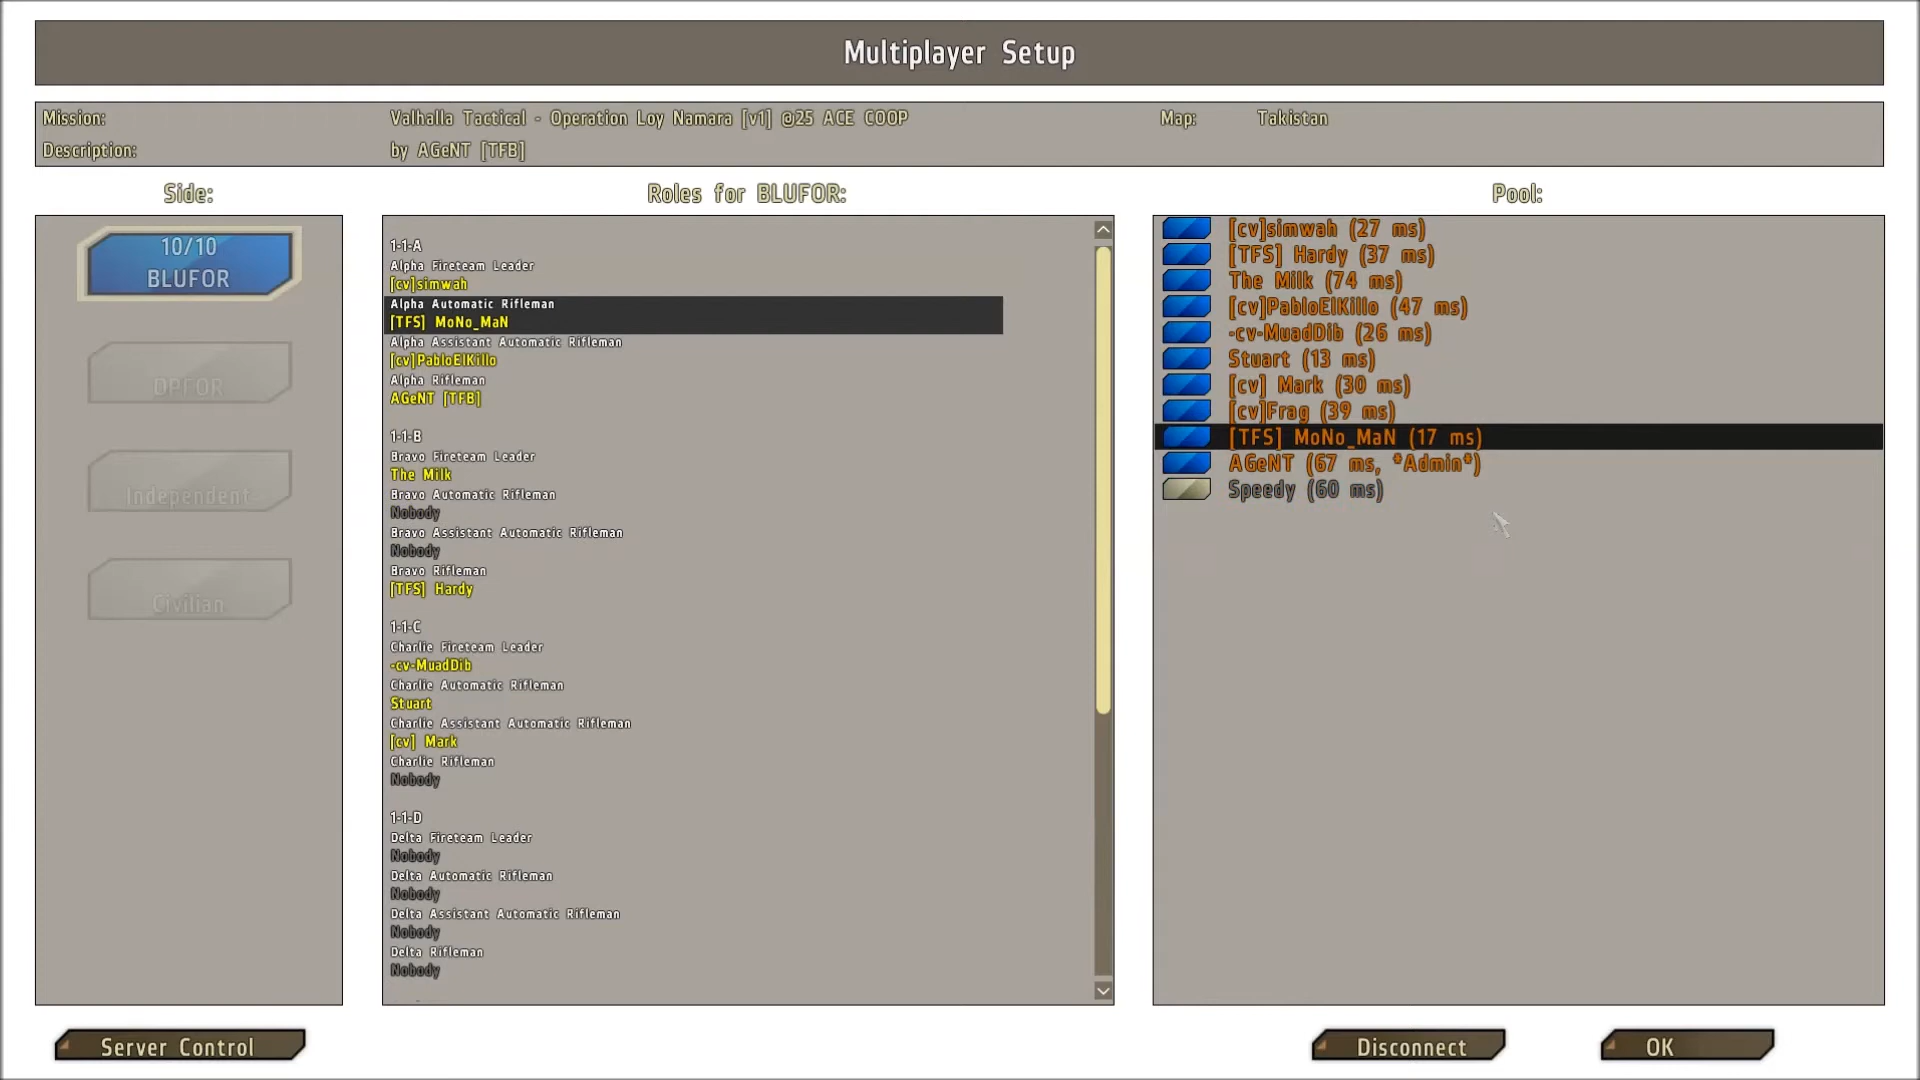 Multiplayer Setup
Mission: Valhalla Tactical - Operation Loy Namara [v1] @25 ACE COOP Map: Takistan
Description: by AGeNT [TFB]
Side:
10/10
BLUFOR
OPFOR
Independent
Civilian
Roles for BLUFOR:
1-1-A
Alpha Fireteam Leader
[cv]simwah
Alpha Automatic Rifleman
[TFS] MoNo_MaN
Alpha Assistant Automatic Rifleman
[cv]PabloElKillo
Alpha Rifleman
AGeNT [TFB]
1-1-B
Bravo Fireteam Leader
The Milk
Bravo Automatic Rifleman
Nobody
Bravo Assistant Automatic Rifleman
Nobody
Bravo Rifleman
[TFS] Hardy
1-1-C
Charlie Fireteam Leader
-cv-MuadDib
Charlie Automatic Rifleman
Stuart
Charlie Assistant Automatic Rifleman
[cv] Mark
Charlie Rifleman
Nobody
1-1-D
Delta Fireteam Leader
Nobody
Delta Automatic Rifleman
Nobody
Delta Assistant Automatic Rifleman
Nobody
Delta Rifleman
Nobody
Pool:
[cv]simwah (27 ms)
[TFS] Hardy (37 ms)
The Milk (74 ms)
[cv]PabloElKillo (47 ms)
-cv-MuadDib (26 ms)
Stuart (13 ms)
[cv] Mark (30 ms)
[cv]Frag (39 ms)
[TFS] MoNo_MaN (17 ms)
AGeNT (67 ms, *Admin*)
Speedy (60 ms)
Server Control
Disconnect
OK